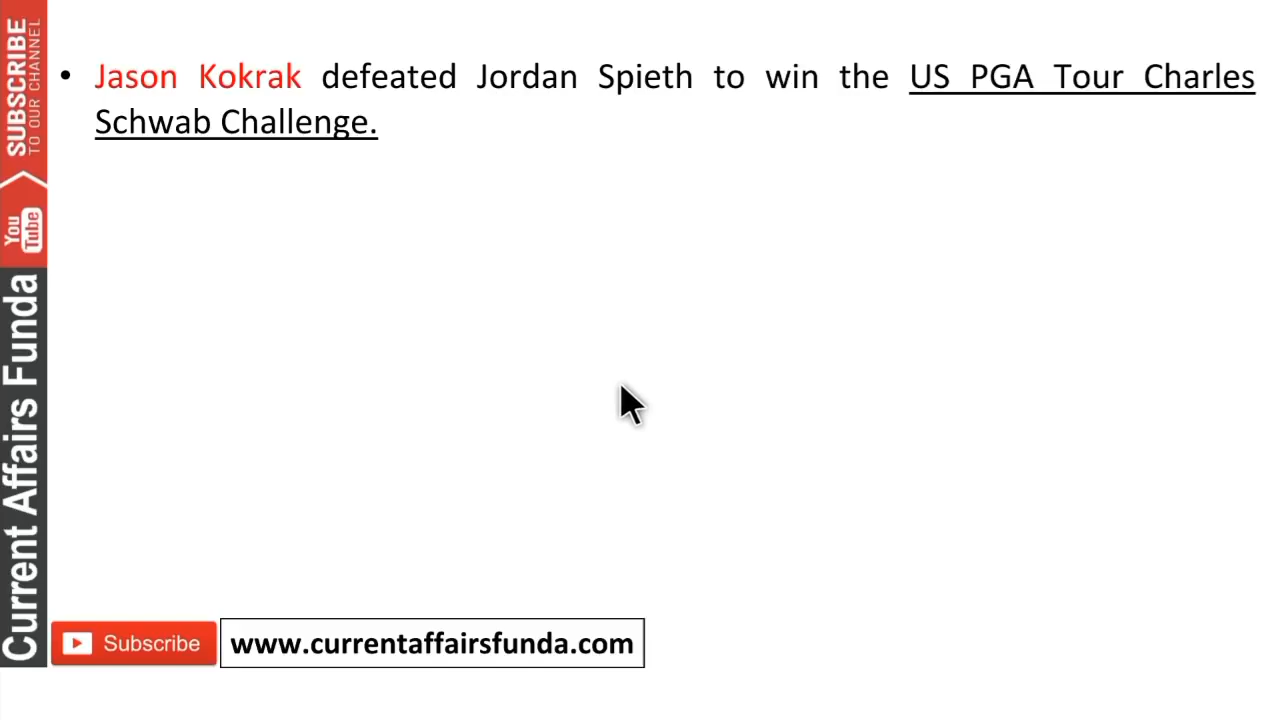 • Jason Kokrak defeated Jordan Spieth to win the US PGA Tour Charles
Schwab Challenge.
SUBSCRIBE
TO OUR CHANNEL
You
Tube
Current Affairs Funda
Subscribe
www.currentaffairsfunda.com